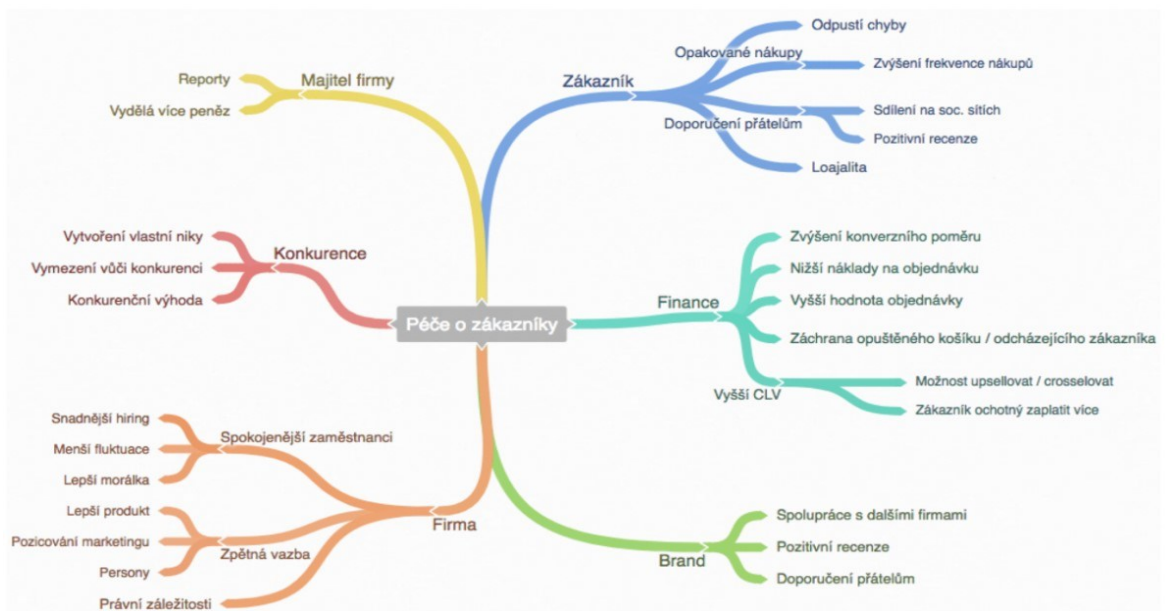 Péče o zákazníky
Majitel firmy
Reporty
Vydělá více peněz
Konkurence
Vytvoření vlastní niky
Vymezení vůči konkurenci
Konkurenční výhoda
Firma
Spokojenější zaměstnanci
Snadnější hiring
Menší fluktuace
Lepší morálka
Zpětná vazba
Lepší produkt
Pozicování marketingu
Persony
Právní záležitosti
Zákazník
Odpustí chyby
Opakované nákupy
Zvýšení frekvence nákupů
Doporučení přátelům
Sdílení na soc. sítích
Pozitivní recenze
Loajalita
Finance
Zvýšení konverzního poměru
Nižší náklady na objednávku
Vyšší hodnota objednávky
Záchrana opuštěného košíku / odcházejícího zákazníka
Vyšší CLV
Možnost upsellovat / crosselovat
Zákazník ochotný zaplatit více
Brand
Spolupráce s dalšími firmami
Pozitivní recenze
Doporučení přátelům